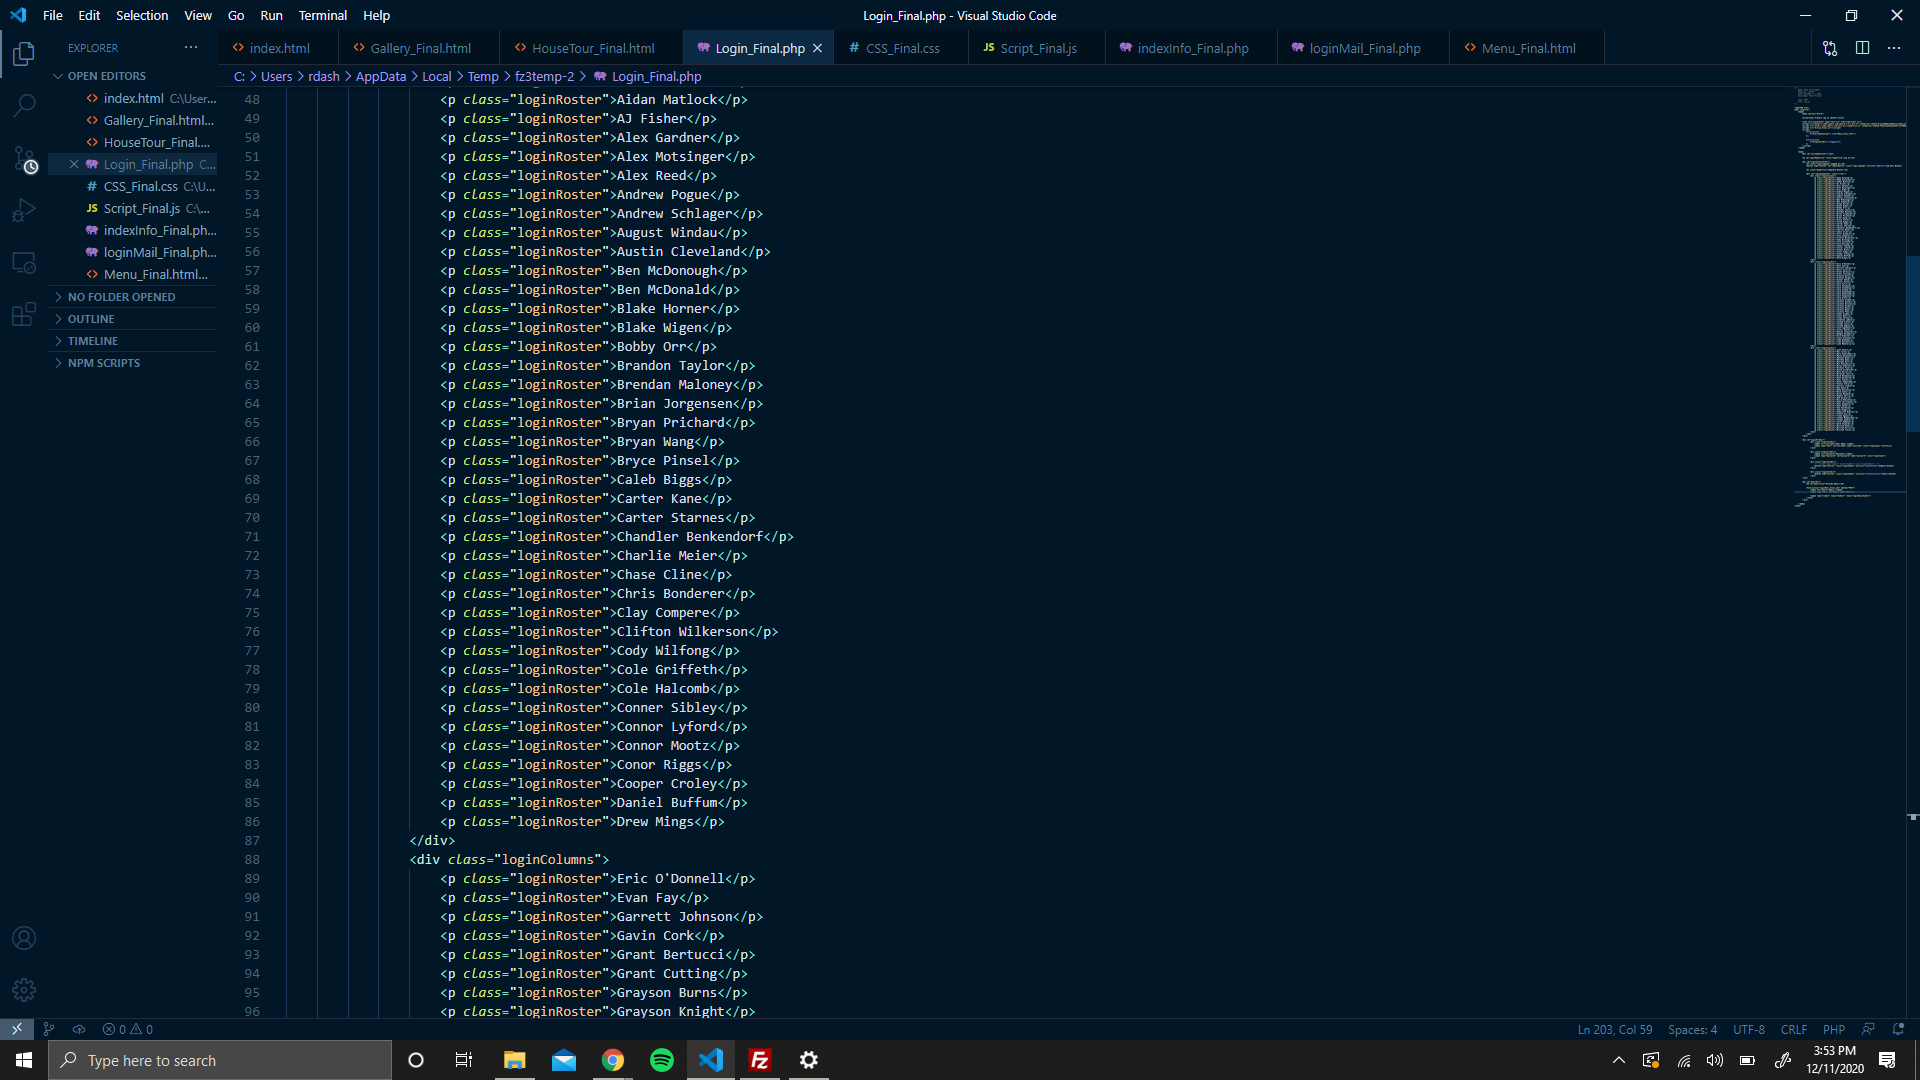 File Edit Selection View Go Run Terminal Help
Login_Final.php - Visual Studio Code
EXPLORER
index.html Gallery_Final.html HouseTour_Final.html Login_Final.php CSS_Final.css Script_Final.js indexInfo_Final.php loginMail_Final.php Menu_Final.html
C: > Users > rdash > AppData > Local > Temp > fz3temp-2 > Login_Final.php
OPEN EDITORS
index.html C:\User...
Gallery_Final.html...
HouseTour_Final....
Login_Final.php C...
CSS_Final.css C:\U...
JS Script_Final.js C:\...
indexInfo_Final.ph...
loginMail_Final.ph...
Menu_Final.html...
NO FOLDER OPENED
OUTLINE
TIMELINE
NPM SCRIPTS
48 <p class="loginRoster">Aidan Matlock</p>
49 <p class="loginRoster">AJ Fisher</p>
50 <p class="loginRoster">Alex Gardner</p>
51 <p class="loginRoster">Alex Motsinger</p>
52 <p class="loginRoster">Alex Reed</p>
53 <p class="loginRoster">Andrew Pogue</p>
54 <p class="loginRoster">Andrew Schlager</p>
55 <p class="loginRoster">August Windau</p>
56 <p class="loginRoster">Austin Cleveland</p>
57 <p class="loginRoster">Ben McDonough</p>
58 <p class="loginRoster">Ben McDonald</p>
59 <p class="loginRoster">Blake Horner</p>
60 <p class="loginRoster">Blake Wigen</p>
61 <p class="loginRoster">Bobby Orr</p>
62 <p class="loginRoster">Brandon Taylor</p>
63 <p class="loginRoster">Brendan Maloney</p>
64 <p class="loginRoster">Brian Jorgensen</p>
65 <p class="loginRoster">Bryan Prichard</p>
66 <p class="loginRoster">Bryan Wang</p>
67 <p class="loginRoster">Bryce Pinsel</p>
68 <p class="loginRoster">Caleb Biggs</p>
69 <p class="loginRoster">Carter Kane</p>
70 <p class="loginRoster">Carter Starnes</p>
71 <p class="loginRoster">Chandler Benkendorf</p>
72 <p class="loginRoster">Charlie Meier</p>
73 <p class="loginRoster">Chase Cline</p>
74 <p class="loginRoster">Chris Bonderer</p>
75 <p class="loginRoster">Clay Compere</p>
76 <p class="loginRoster">Clifton Wilkerson</p>
77 <p class="loginRoster">Cody Wilfong</p>
78 <p class="loginRoster">Cole Griffeth</p>
79 <p class="loginRoster">Cole Halcomb</p>
80 <p class="loginRoster">Conner Sibley</p>
81 <p class="loginRoster">Connor Lyford</p>
82 <p class="loginRoster">Connor Mootz</p>
83 <p class="loginRoster">Conor Riggs</p>
84 <p class="loginRoster">Cooper Croley</p>
85 <p class="loginRoster">Daniel Buffum</p>
86 <p class="loginRoster">Drew Mings</p>
87 </div>
88 <div class="loginColumns">
89 <p class="loginRoster">Eric O'Donnell</p>
90 <p class="loginRoster">Evan Fay</p>
91 <p class="loginRoster">Garrett Johnson</p>
92 <p class="loginRoster">Gavin Cork</p>
93 <p class="loginRoster">Grant Bertucci</p>
94 <p class="loginRoster">Grant Cutting</p>
95 <p class="loginRoster">Grayson Burns</p>
96 <p class="loginRoster">Grayson Knight</p>
0 0
Ln 203, Col 59 Spaces: 4 UTF-8 CRLF PHP
Type here to search
3:53 PM
12/11/2020